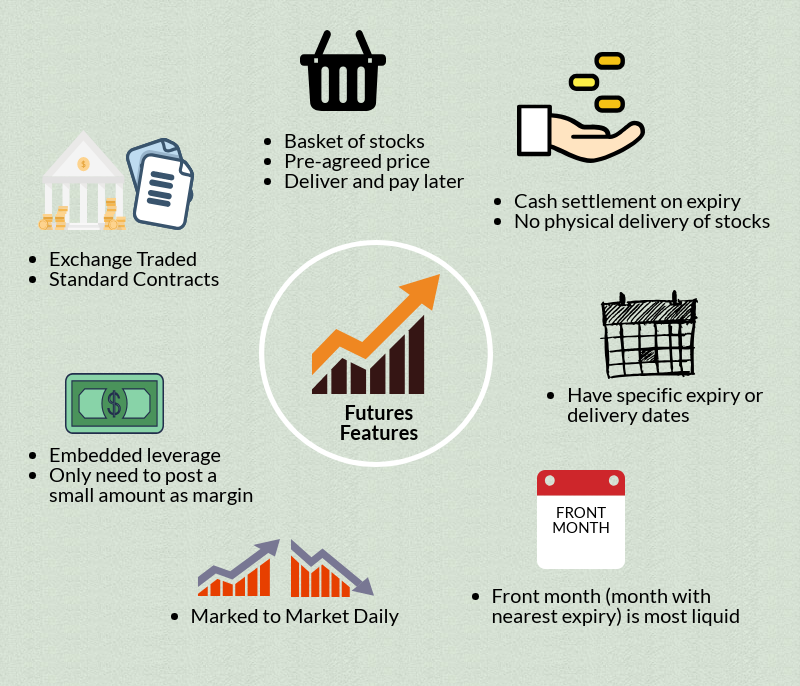 • Basket of stocks
• Pre-agreed price
• Deliver and pay later
• Cash settlement on expiry
• No physical delivery of stocks
• Exchange Traded
• Standard Contracts
Futures
Features
• Have specific expiry or
delivery dates
$
• Embedded leverage
• Only need to post a
small amount as margin
FRONT
MONTH
• Front month (month with
nearest expiry) is most liquid
• Marked to Market Daily